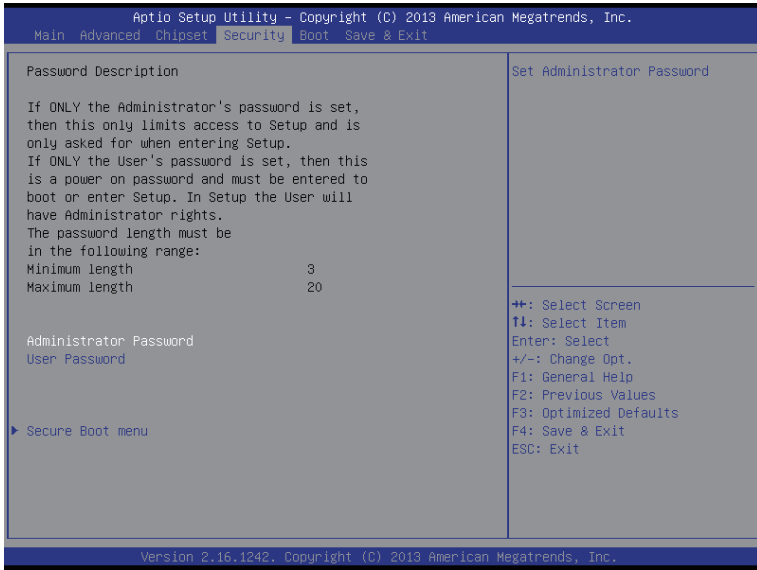 Aptio Setup Utility – Copyright (C) 2013 American Megatrends, Inc.
Main Advanced Chipset Security Boot Save & Exit
Password Description
If ONLY the Administrator's password is set,
then this only limits access to Setup and is
only asked for when entering Setup.
If ONLY the User's password is set, then this
is a power on password and must be entered to
boot or enter Setup. In Setup the User will
have Administrator rights.
The password length must be
in the following range:
Minimum length 3
Maximum length 20
Administrator Password
User Password
▶ Secure Boot menu
Set Administrator Password
→←: Select Screen
↑↓: Select Item
Enter: Select
+/-: Change Opt.
F1: General Help
F2: Previous Values
F3: Optimized Defaults
F4: Save & Exit
ESC: Exit
Version 2.16.1242. Copyright (C) 2013 American Megatrends, Inc.